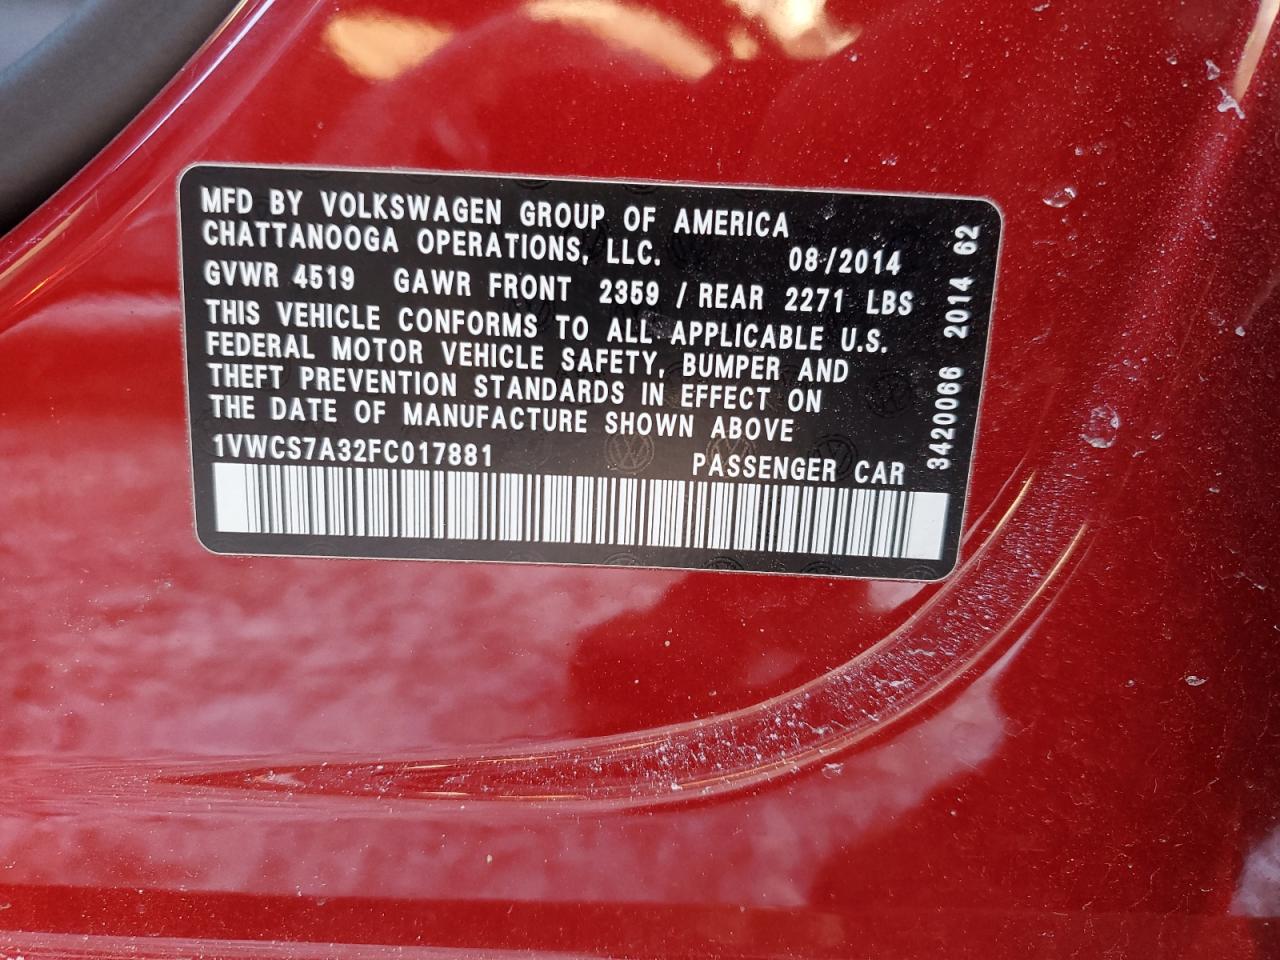 MFD BY VOLKSWAGEN GROUP OF AMERICA
CHATTANOOGA OPERATIONS, LLC. 08/2014
GVWR 4519 GAWR FRONT 2359 / REAR 2271 LBS
THIS VEHICLE CONFORMS TO ALL APPLICABLE U.S.
FEDERAL MOTOR VEHICLE SAFETY, BUMPER AND
THEFT PREVENTION STANDARDS IN EFFECT ON
THE DATE OF MANUFACTURE SHOWN ABOVE
1VWCS7A32FC017881 PASSENGER CAR
3420066 2014 62